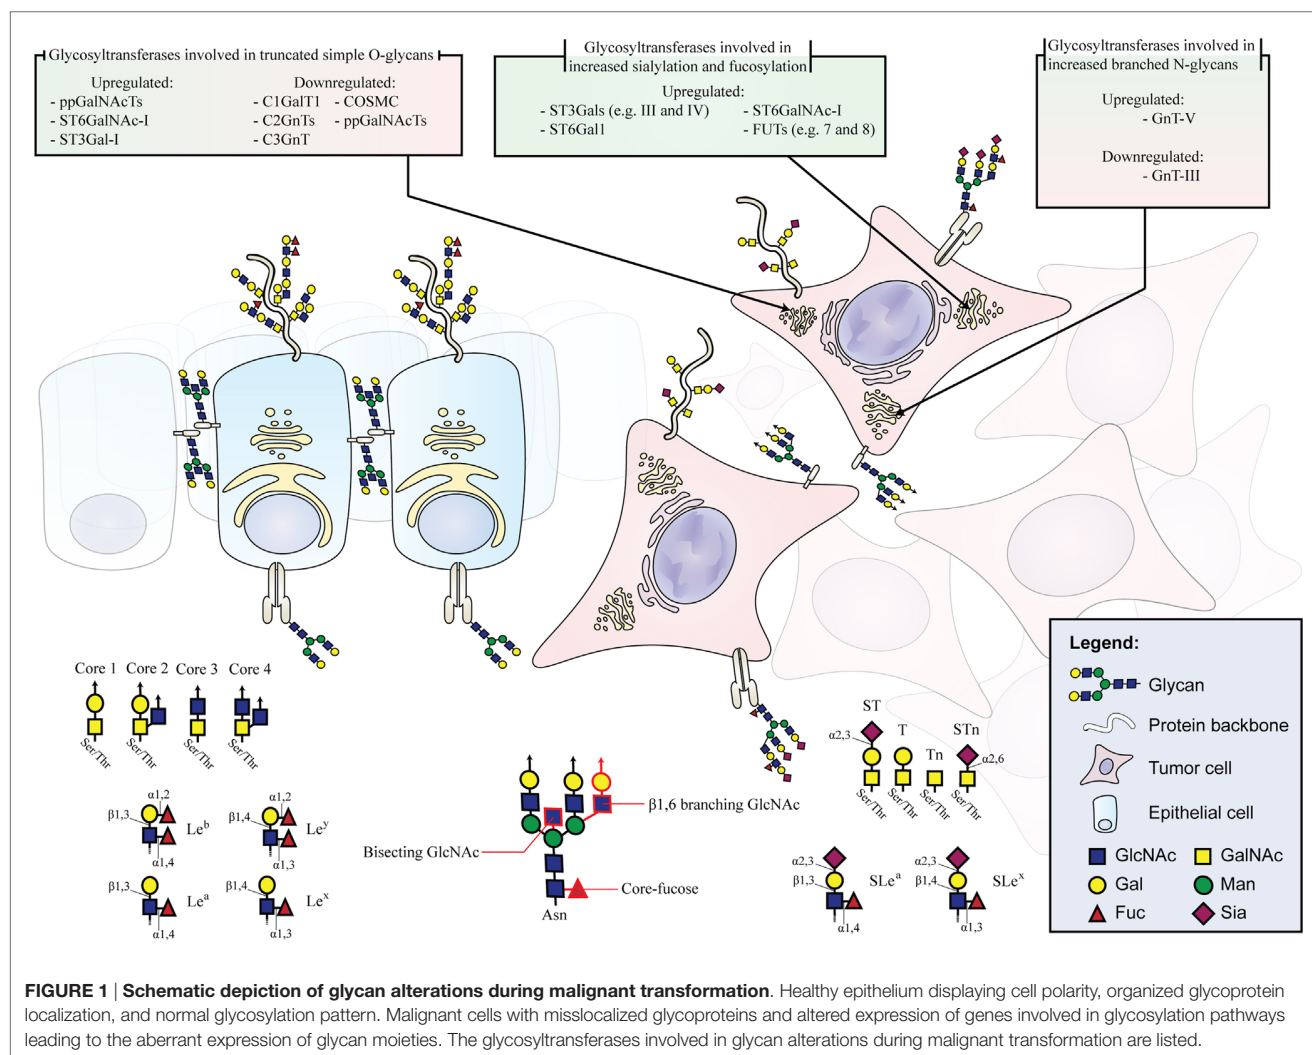 Glycosyltransferases involved in truncated simple O-glycans
Upregulated:
- ppGalNAcTs
- ST6GalNAc-I
- ST3Gal-I
Downregulated:
- C1GalT1 - COSMC
- C2GnTs - ppGalNAcTs
- C3GnT
Glycosyltransferases involved in
increased sialylation and fucosylation
Upregulated:
- ST3Gals (e.g. III and IV) - ST6GalNAc-I
- ST6Gal1 - FUTs (e.g. 7 and 8)
Glycosyltransferases involved in
increased branched N-glycans
Upregulated:
- GnT-V
Downregulated:
- GnT-III
Core 1 Core 2 Core 3 Core 4
Ser/Thr Ser/Thr Ser/Thr Ser/Thr
α1,2
β1,3
Le^b
α1,4
α1,2
β1,4
Le^y
α1,3
β1,3
Le^a
α1,4
β1,4
Le^x
α1,3
β1,6 branching GlcNAc
Bisecting GlcNAc
Core-fucose
Asn
ST
α2,3
T
Tn
STn
α2,6
Ser/Thr Ser/Thr Ser/Thr Ser/Thr
α2,3
β1,3
SLe^a
α1,4
α2,3
β1,4
SLe^x
α1,3
Legend:
Glycan
Protein backbone
Tumor cell
Epithelial cell
GlcNAc GalNAc
Gal Man
Fuc Sia
FIGURE 1 | Schematic depiction of glycan alterations during malignant transformation. Healthy epithelium displaying cell polarity, organized glycoprotein
localization, and normal glycosylation pattern. Malignant cells with misslocalized glycoproteins and altered expression of genes involved in glycosylation pathways
leading to the aberrant expression of glycan moieties. The glycosyltransferases involved in glycan alterations during malignant transformation are listed.